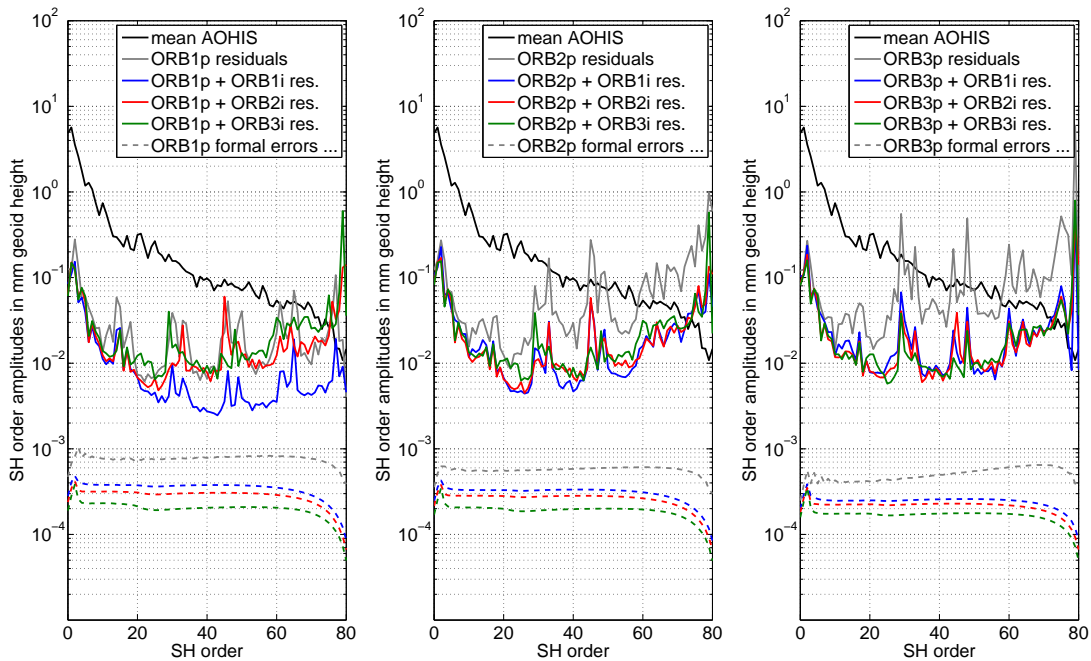 SH order amplitudes in mm geoid height
10^2
10^1
10^0
10^−1
10^−2
10^−3
10^−4
mean AOHIS
ORB1p residuals
ORB1p + ORB1i res.
ORB1p + ORB2i res.
ORB1p + ORB3i res.
ORB1p formal errors ...
0 20 40 60 80
SH order
SH order amplitudes in mm geoid height
10^2
10^1
10^0
10^−1
10^−2
10^−3
10^−4
mean AOHIS
ORB2p residuals
ORB2p + ORB1i res.
ORB2p + ORB2i res.
ORB2p + ORB3i res.
ORB2p formal errors ...
0 20 40 60 80
SH order
SH order amplitudes in mm geoid height
10^2
10^1
10^0
10^−1
10^−2
10^−3
10^−4
mean AOHIS
ORB3p residuals
ORB3p + ORB1i res.
ORB3p + ORB2i res.
ORB3p + ORB3i res.
ORB3p formal errors ...
0 20 40 60 80
SH order